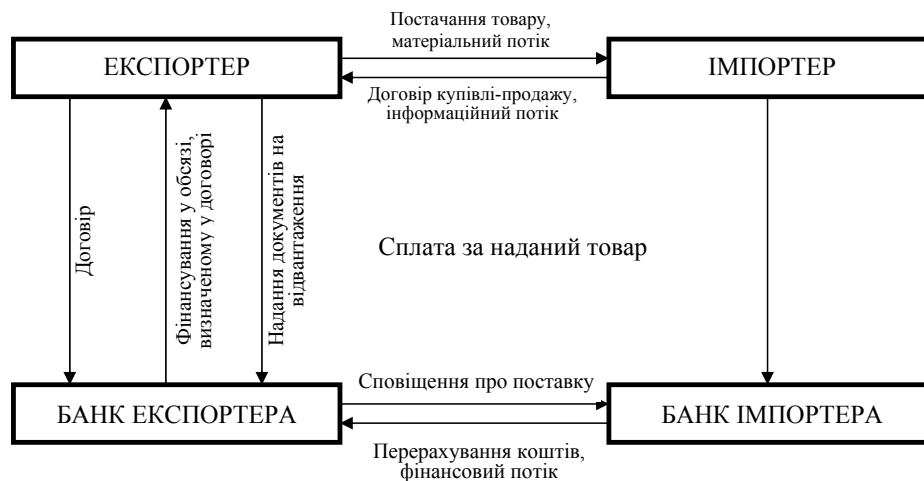 Постачання товару,
матеріальний потік
ЕКСПОРТЕР
ІМПОРТЕР
Договір купівлі-продажу,
інформаційний потік
Договір
Фінансування у обсязі,
визначеному у договорі
Надання документів на
відвантаження
Сплата за наданий товар
Сповіщення про поставку
БАНК ЕКСПОРТЕРА
БАНК ІМПОРТЕРА
Перерахування коштів,
фінансовий потік